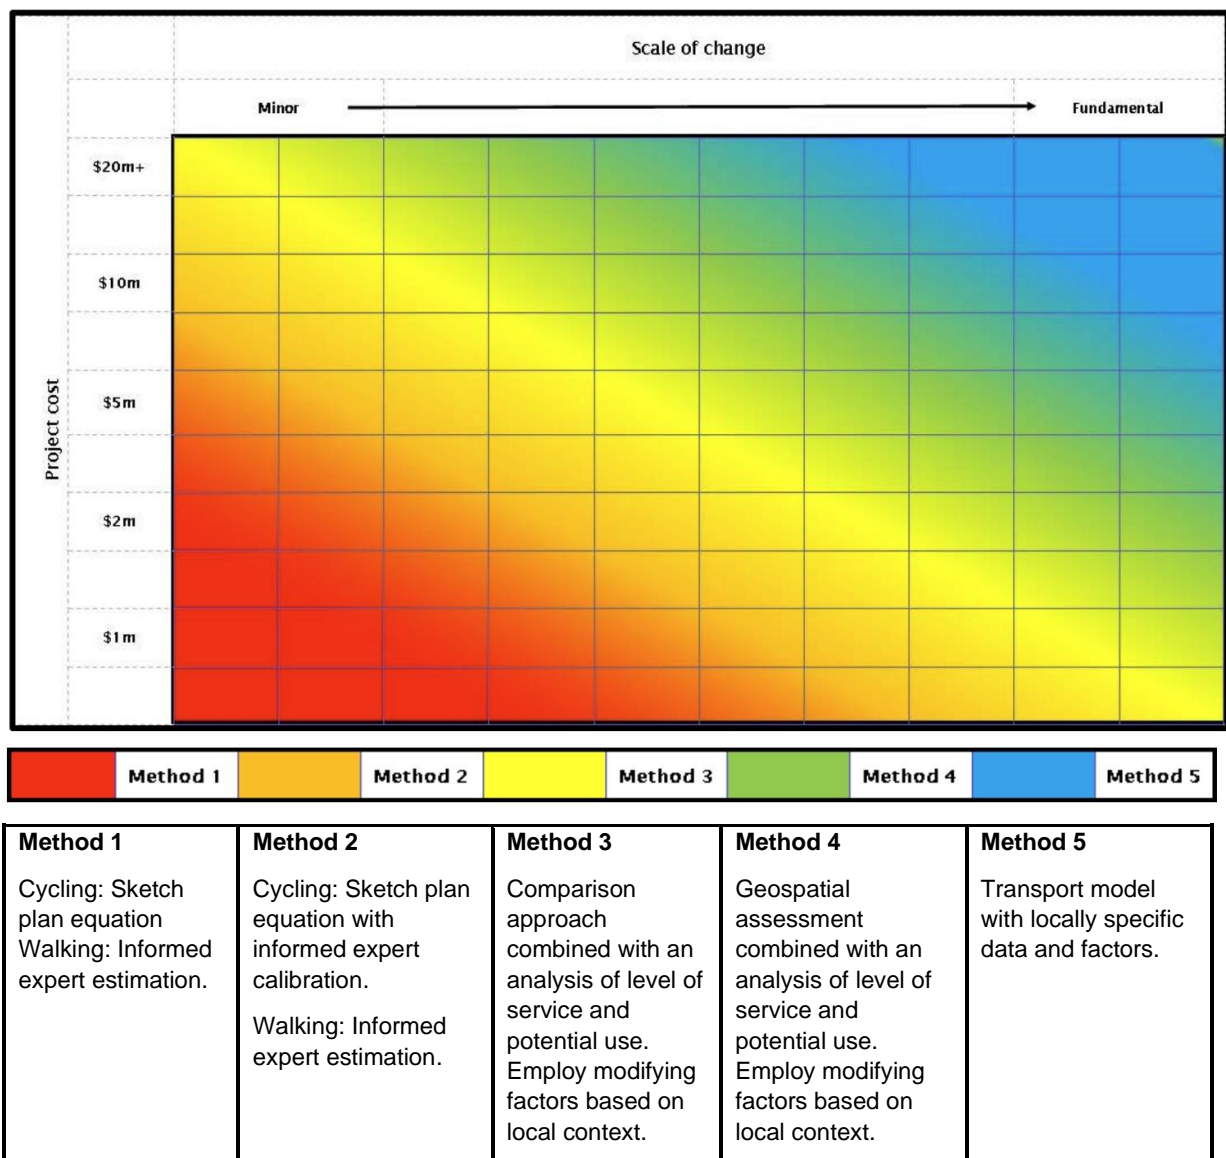 Scale of change
Minor
Fundamental
Project cost
$20m+
$10m
$5m
$2m
$1m
Method 1
Method 2
Method 3
Method 4
Method 5
Method 1
Cycling: Sketch
plan equation
Walking: Informed
expert estimation.
Method 2
Cycling: Sketch plan
equation with
informed expert
calibration.
Walking: Informed
expert estimation.
Method 3
Comparison
approach
combined with an
analysis of level of
service and
potential use.
Employ modifying
factors based on
local context.
Method 4
Geospatial
assessment
combined with an
analysis of level of
service and
potential use.
Employ modifying
factors based on
local context.
Method 5
Transport model
with locally specific
data and factors.